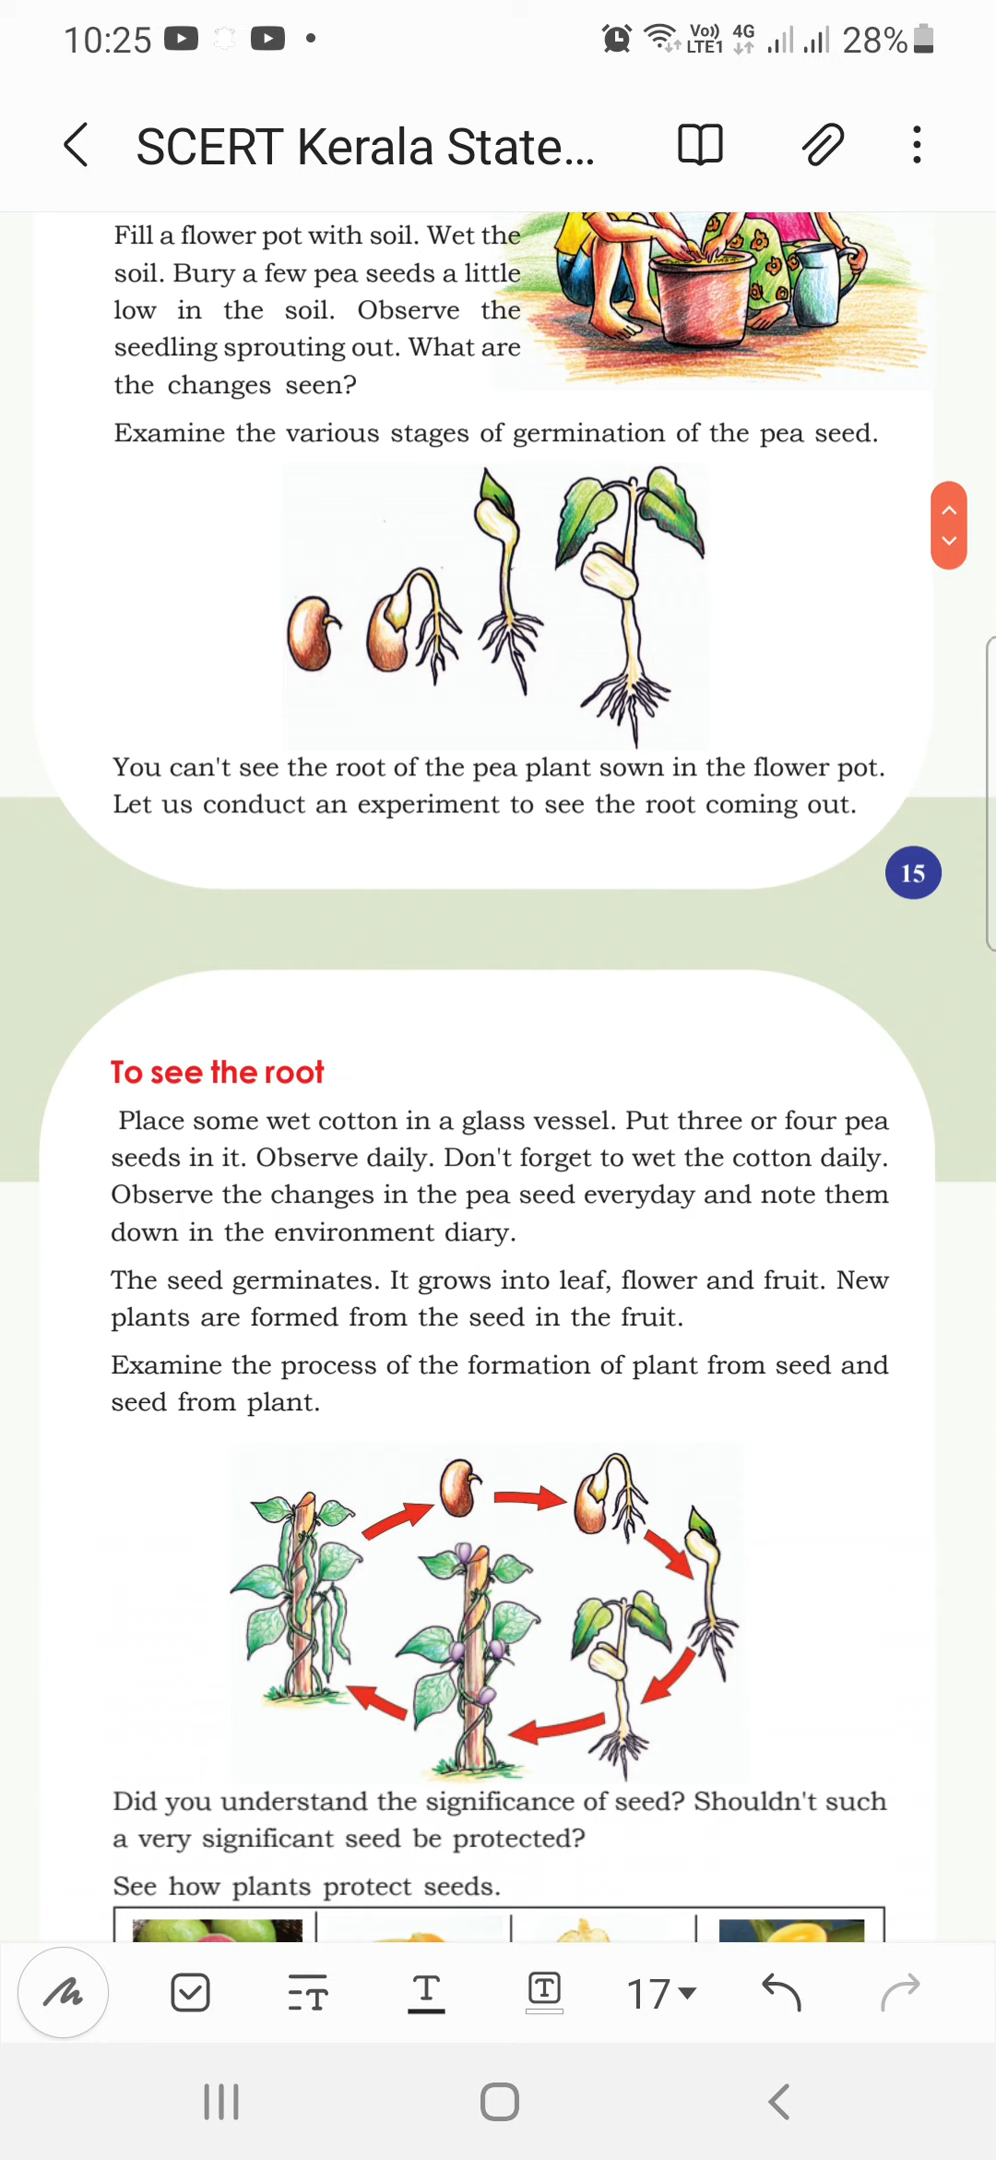 10:25
Vo)) 4G
LTE1
28%
SCERT Kerala State...
Fill a flower pot with soil. Wet the
soil. Bury a few pea seeds a little
low in the soil. Observe the
seedling sprouting out. What are
the changes seen?
Examine the various stages of germination of the pea seed.
You can't see the root of the pea plant sown in the flower pot.
Let us conduct an experiment to see the root coming out.
15
To see the root
Place some wet cotton in a glass vessel. Put three or four pea
seeds in it. Observe daily. Don't forget to wet the cotton daily.
Observe the changes in the pea seed everyday and note them
down in the environment diary.
The seed germinates. It grows into leaf, flower and fruit. New
plants are formed from the seed in the fruit.
Examine the process of the formation of plant from seed and
seed from plant.
Did you understand the significance of seed? Shouldn't such
a very significant seed be protected?
See how plants protect seeds.
T T T 17